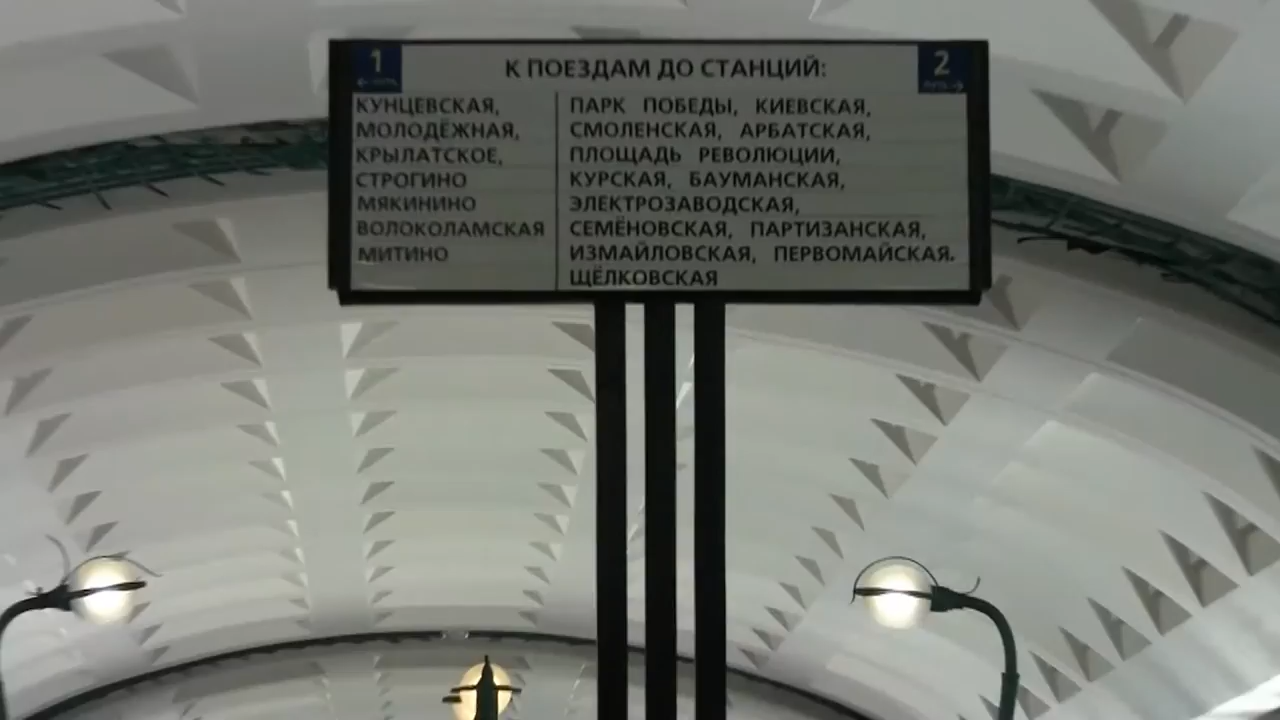 1
К ПОЕЗДАМ ДО СТАНЦИЙ:
2
КУНЦЕВСКАЯ,
МОЛОДЁЖНАЯ,
КРЫЛАТСКОЕ,
СТРОГИНО
МЯКИНИНО
ВОЛОКОЛАМСКАЯ
МИТИНО
ПАРК ПОБЕДЫ, КИЕВСКАЯ,
СМОЛЕНСКАЯ, АРБАТСКАЯ,
ПЛОЩАДЬ РЕВОЛЮЦИИ,
КУРСКАЯ, БАУМАНСКАЯ,
ЭЛЕКТРОЗАВОДСКАЯ,
СЕМЁНОВСКАЯ, ПАРТИЗАНСКАЯ,
ИЗМАЙЛОВСКАЯ, ПЕРВОМАЙСКАЯ.
ЩЁЛКОВСКАЯ